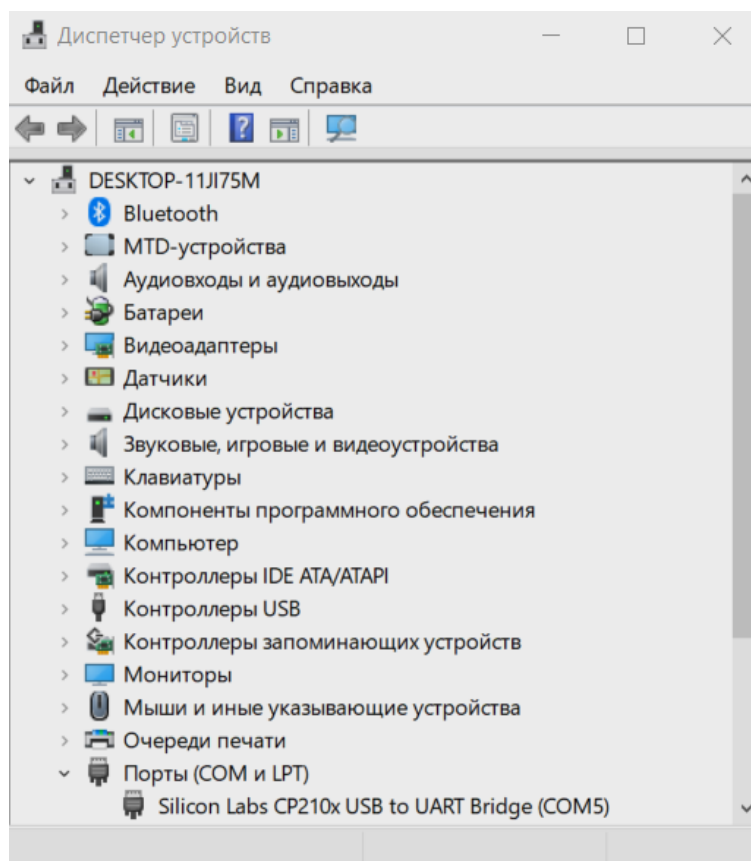 Диспетчер устройств
Файл Действие Вид Справка
DESKTOP-11JI75M
Bluetooth
MTD-устройства
Аудиовходы и аудиовыходы
Батареи
Видеоадаптеры
Датчики
Дисковые устройства
Звуковые, игровые и видеоустройства
Клавиатуры
Компоненты программного обеспечения
Компьютер
Контроллеры IDE ATA/ATAPI
Контроллеры USB
Контроллеры запоминающих устройств
Мониторы
Мыши и иные указывающие устройства
Очереди печати
Порты (COM и LPT)
Silicon Labs CP210x USB to UART Bridge (COM5)